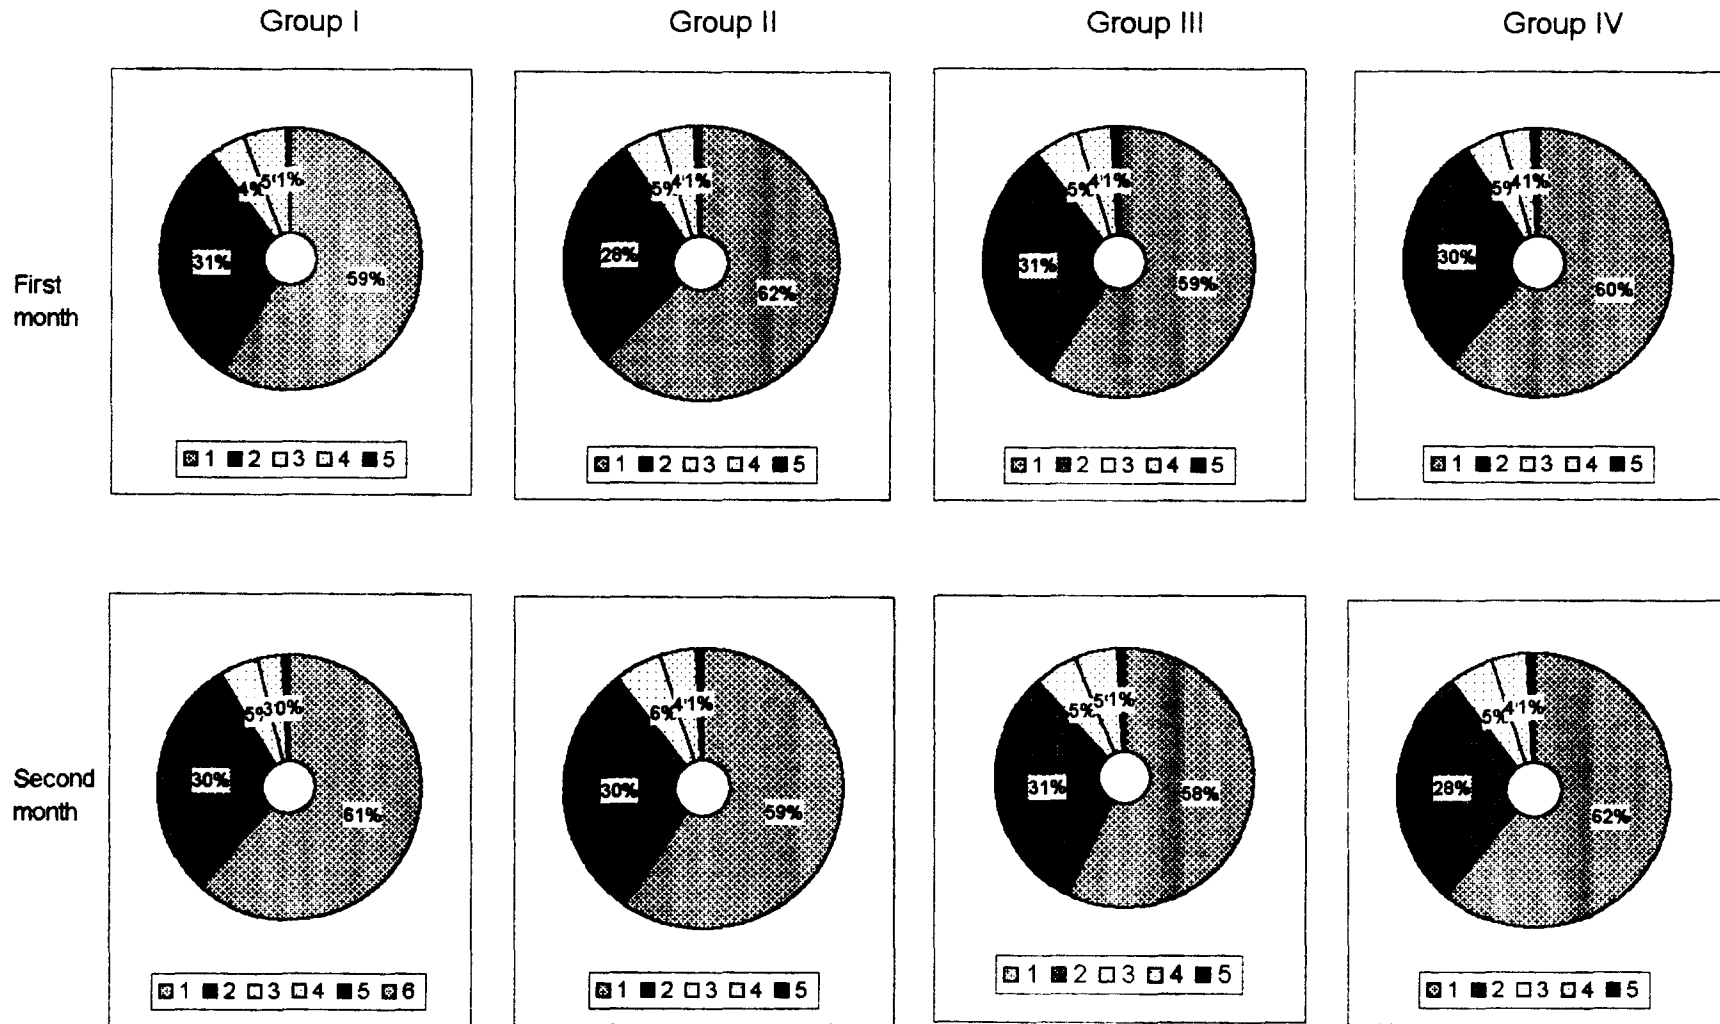 Group I
Group II
Group III
Group IV
First
month
4% 5% 1%
31%
59%
1 2 3 4 5
5% 4% 1%
28%
62%
1 2 3 4 5
5% 4% 1%
31%
59%
1 2 3 4 5
5% 4% 1%
30%
60%
1 2 3 4 5
Second
month
5% 3% 0%
30%
61%
1 2 3 4 5 6
6% 4% 1%
30%
59%
1 2 3 4 5
5% 5% 1%
31%
58%
1 2 3 4 5
5% 4% 1%
28%
62%
1 2 3 4 5